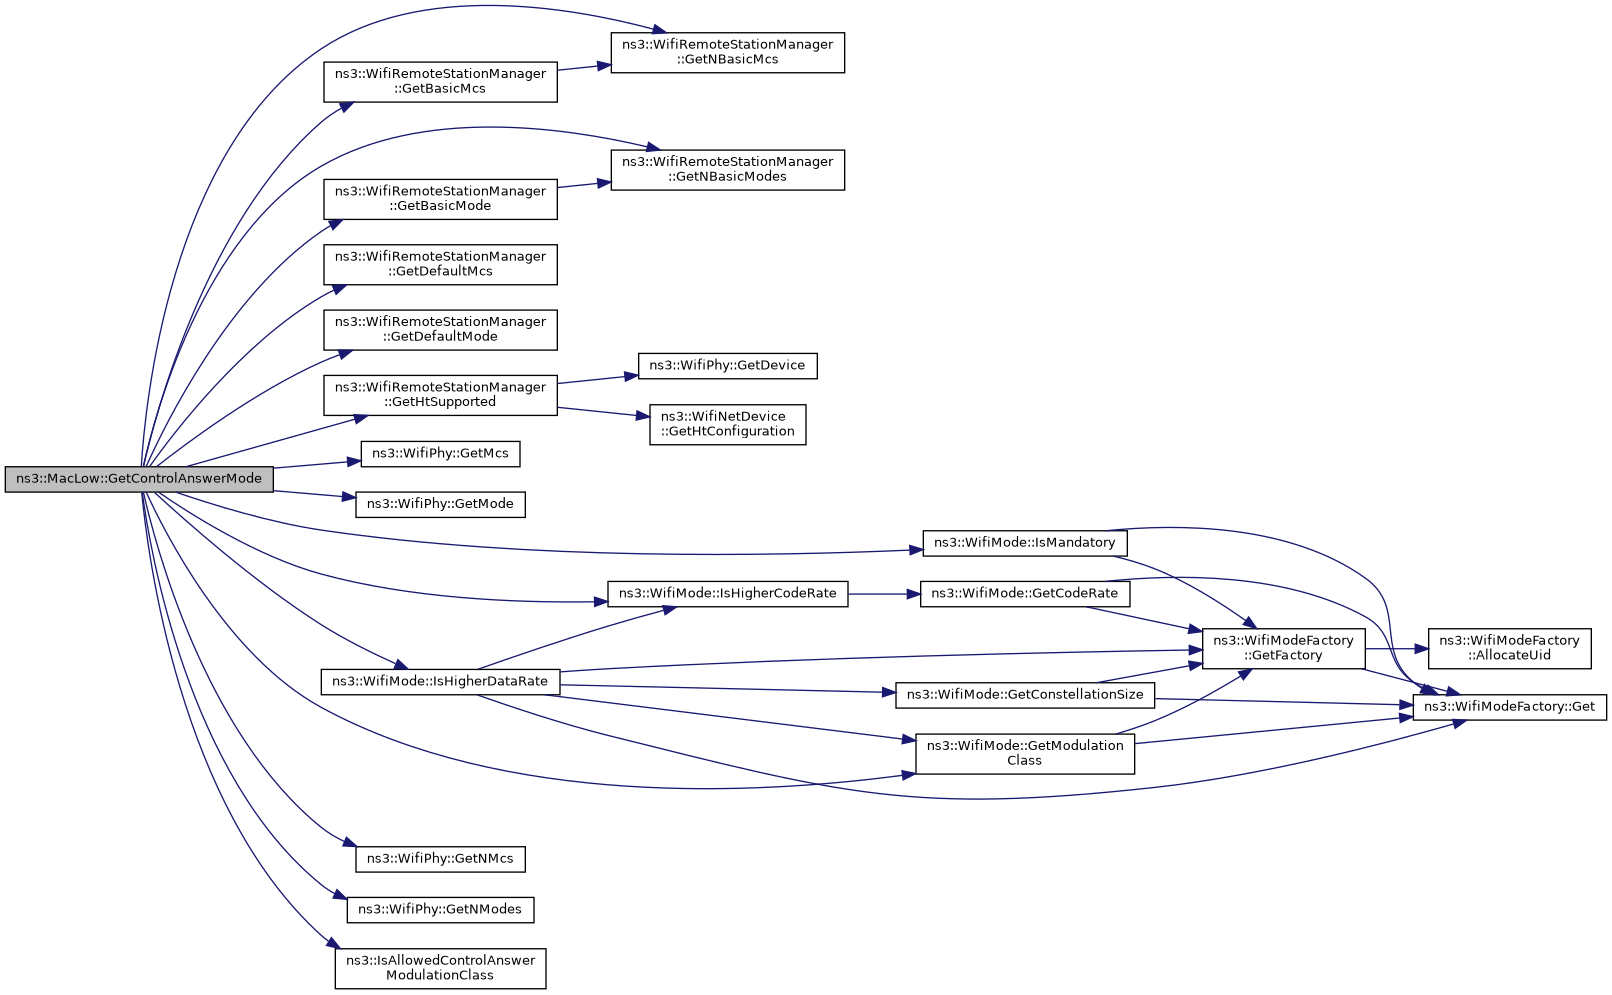 ns3::WifiRemoteStationManager
::GetNBasicMcs
ns3::WifiRemoteStationManager
::GetBasicMcs
ns3::WifiRemoteStationManager
::GetNBasicModes
ns3::WifiRemoteStationManager
::GetBasicMode
ns3::WifiRemoteStationManager
::GetDefaultMcs
ns3::WifiRemoteStationManager
::GetDefaultMode
ns3::WifiPhy::GetDevice
ns3::WifiRemoteStationManager
::GetHtSupported
ns3::WifiNetDevice
::GetHtConfiguration
ns3::WifiPhy::GetMcs
ns3::MacLow::GetControlAnswerMode
ns3::WifiPhy::GetMode
ns3::WifiMode::IsMandatory
ns3::WifiMode::IsHigherCodeRate
ns3::WifiMode::GetCodeRate
ns3::WifiModeFactory
::GetFactory
ns3::WifiModeFactory
::AllocateUid
ns3::WifiMode::IsHigherDataRate
ns3::WifiMode::GetConstellationSize
ns3::WifiModeFactory::Get
ns3::WifiMode::GetModulation
Class
ns3::WifiPhy::GetNMcs
ns3::WifiPhy::GetNModes
ns3::IsAllowedControlAnswer
ModulationClass